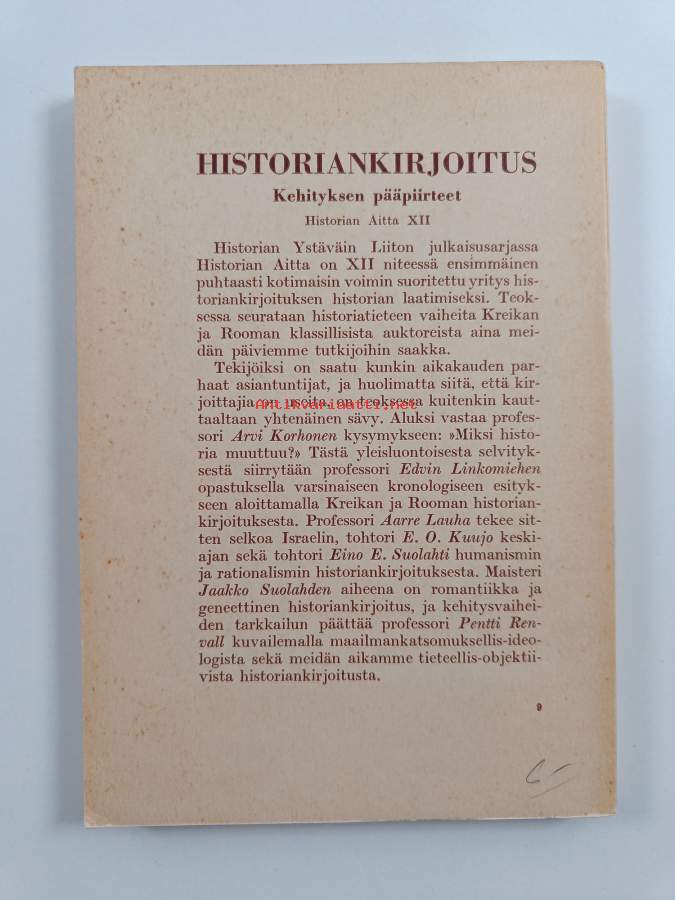 HISTORIANKIRJOITUS
Kehityksen pääpiirteet
Historian Aitta XII
Historian Ystäväin Liiton julkaisusarjassa
Historian Aitta on XII niteessä ensimmäinen
puhtaasti kotimaisin voimin suoritettu yritys his-
toriankirjoituksen historian laatimiseksi. Teok-
sessa seurataan historiatieteen vaiheita Kreikan
ja Rooman klassillisista auktoreista aina mei-
dän päiviemme tutkijoihin saakka.
Tekijöiksi on saatu kunkin aikakauden par-
haat asiantuntijat, ja huolimatta siitä, että kir-
joittajia on useita, on teoksessa kuitenkin kaut-
Antikvariaatti.net
taaltaan yhtenäinen sävy. Aluksi vastaa profes-
sori Arvi Korhonen kysymykseen: »Miksi histo-
ria muuttuu?» Tästä yleisluontoisesta selvityk-
sestä siirrytään professori Edvin Linkomiehen
opastuksella varsinaiseen kronologiseen esityk-
seen aloittamalla Kreikan ja Rooman historian-
kirjoituksesta. Professori Aarre Lauha tekee sit-
ten selkoa Israelin, tohtori E. O. Kuujo keski-
ajan sekä tohtori Eino E. Suolahti humanismin
ja rationalismin historiankirjoituksesta. Maisteri
Jaakko Suolahden aiheena on romantiikka ja
geneettinen historiankirjoitus, ja kehitysvaihei-
den tarkkailun päättää professori Pentti Ren-
vall kuvailemalla maailmankatsomuksellis-ideo-
logista sekä meidän aikamme tieteellis-objektii-
vista historiankirjoitusta.
9
6–